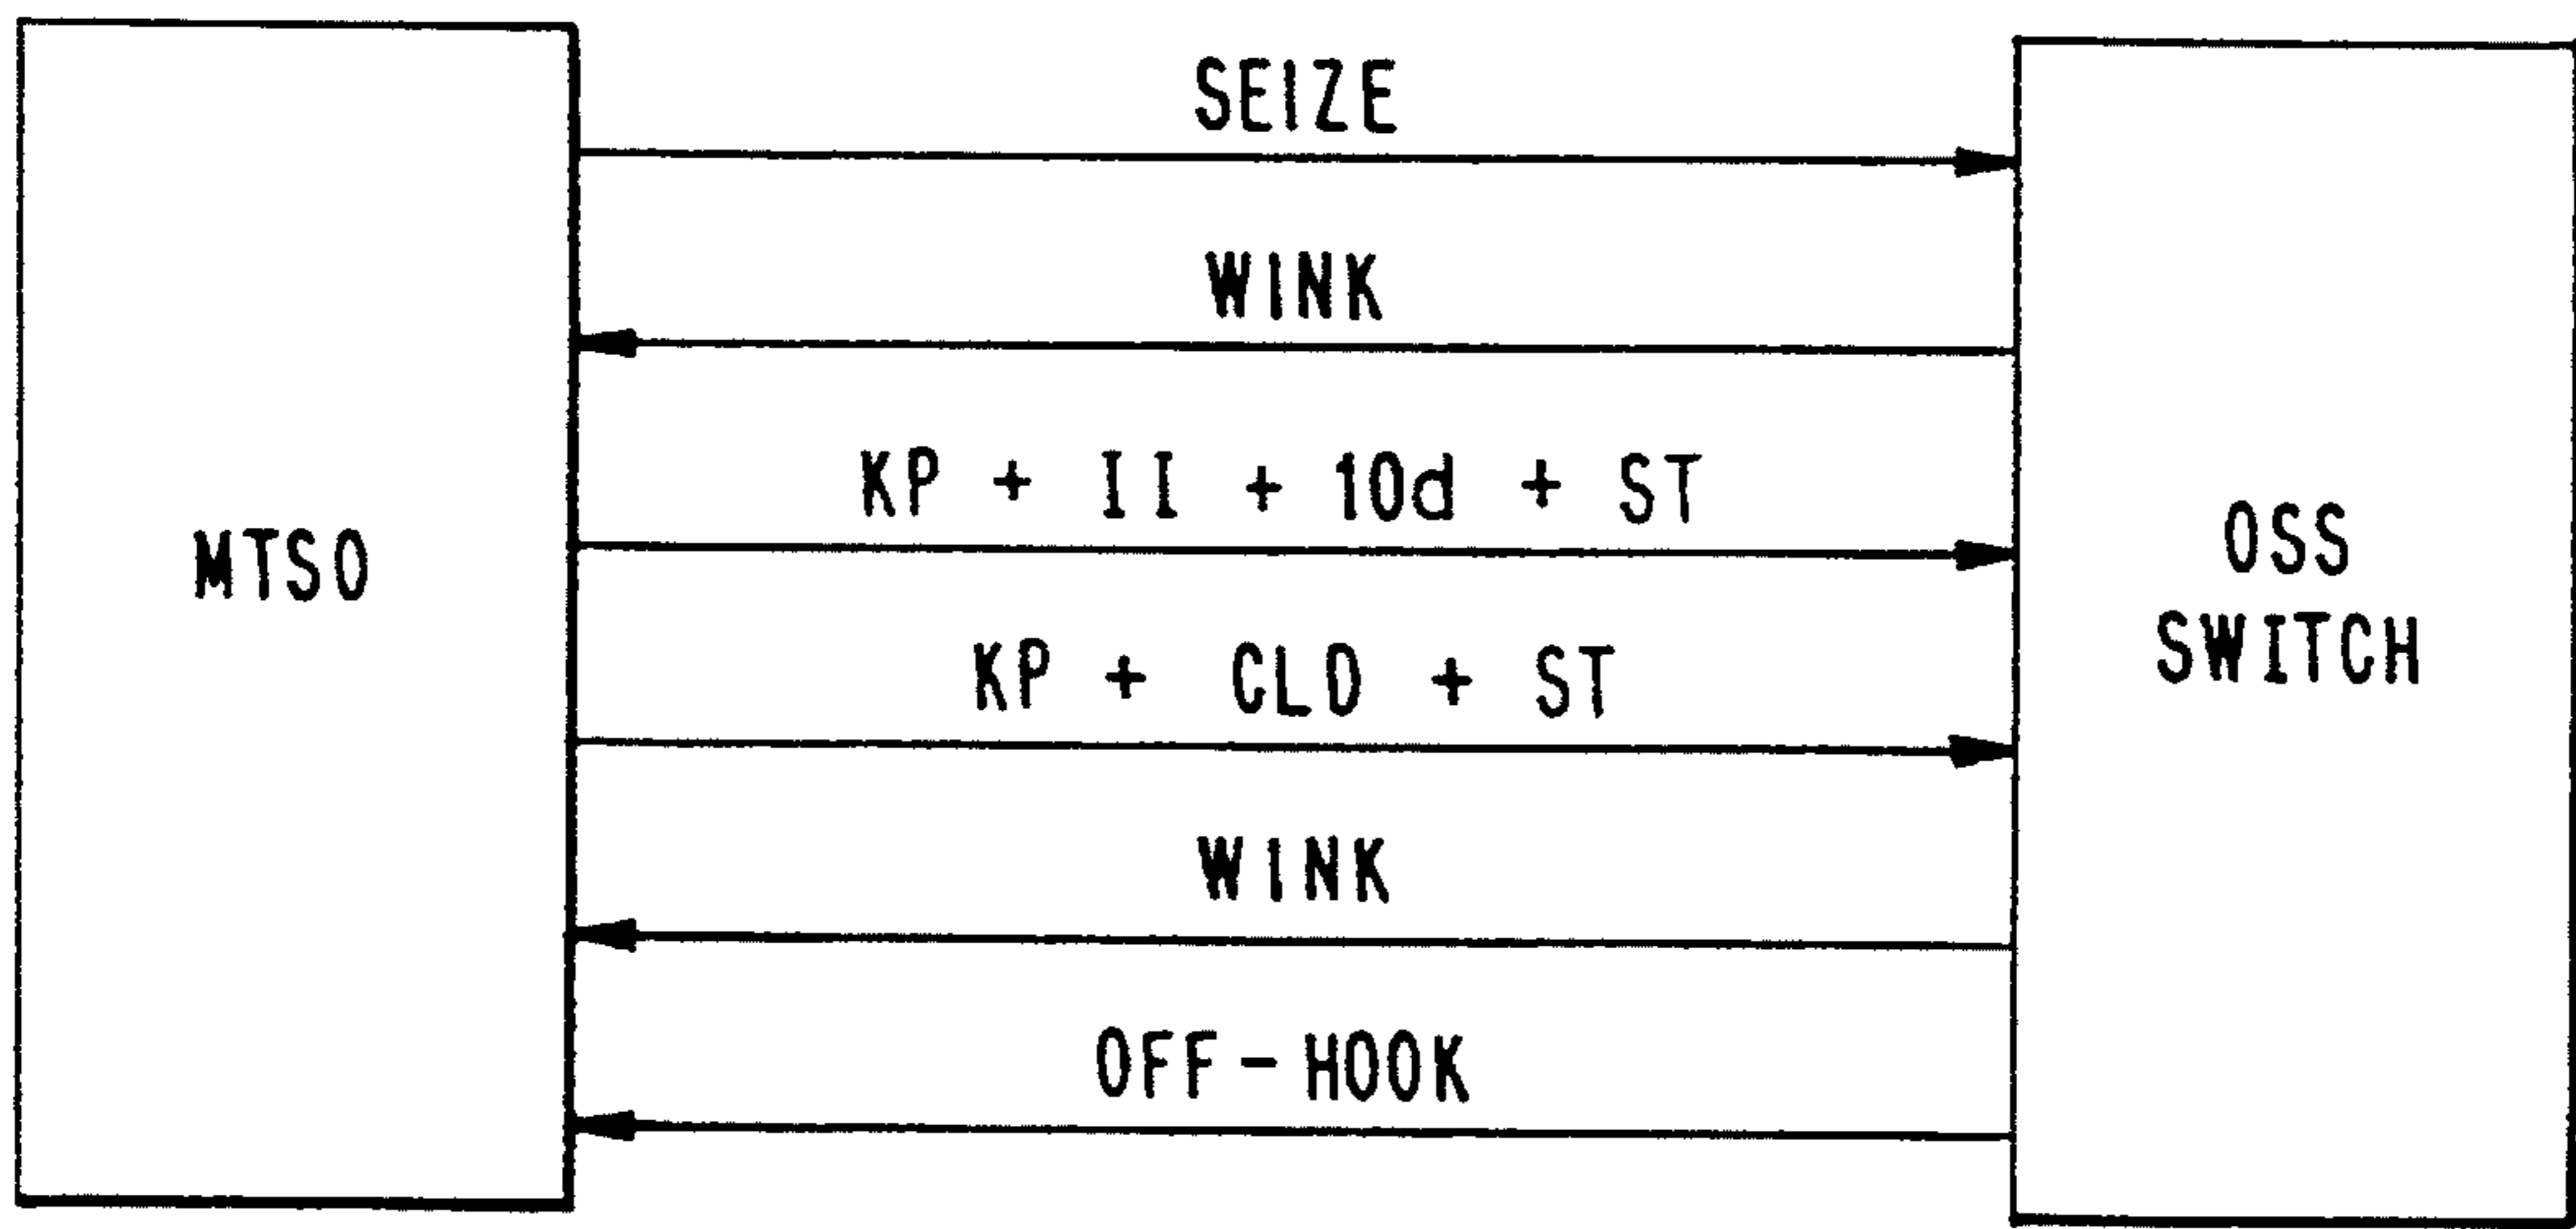 SEIZE
WINK
KP + II + 10d + ST
MTSO
OSS
SWITCH
KP + CLD + ST
WINK
OFF-HOOK